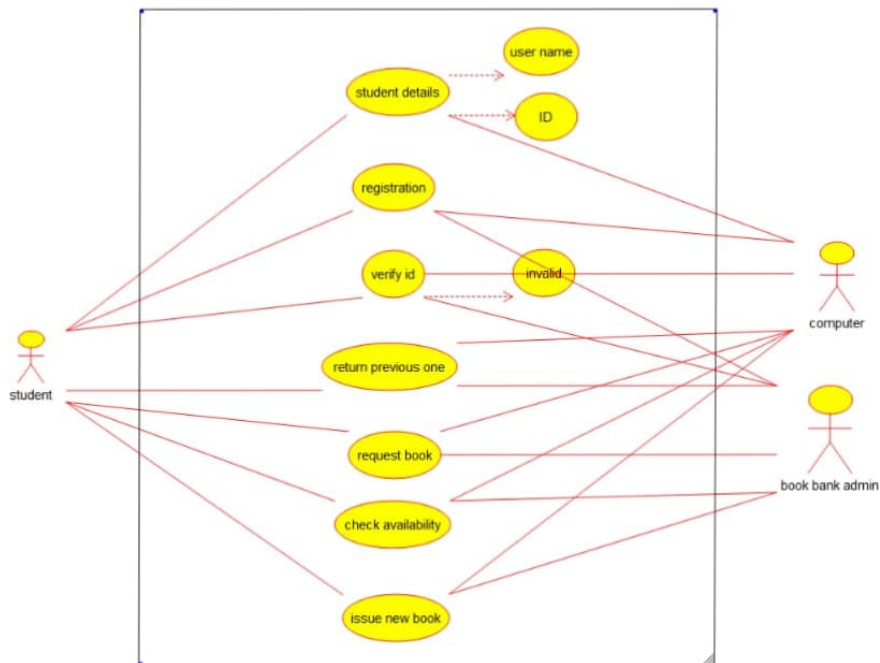 user name
student details
ID
registration
verify id
invalid
computer
return previous one
student
request book
book bank admin
check availability
issue new book